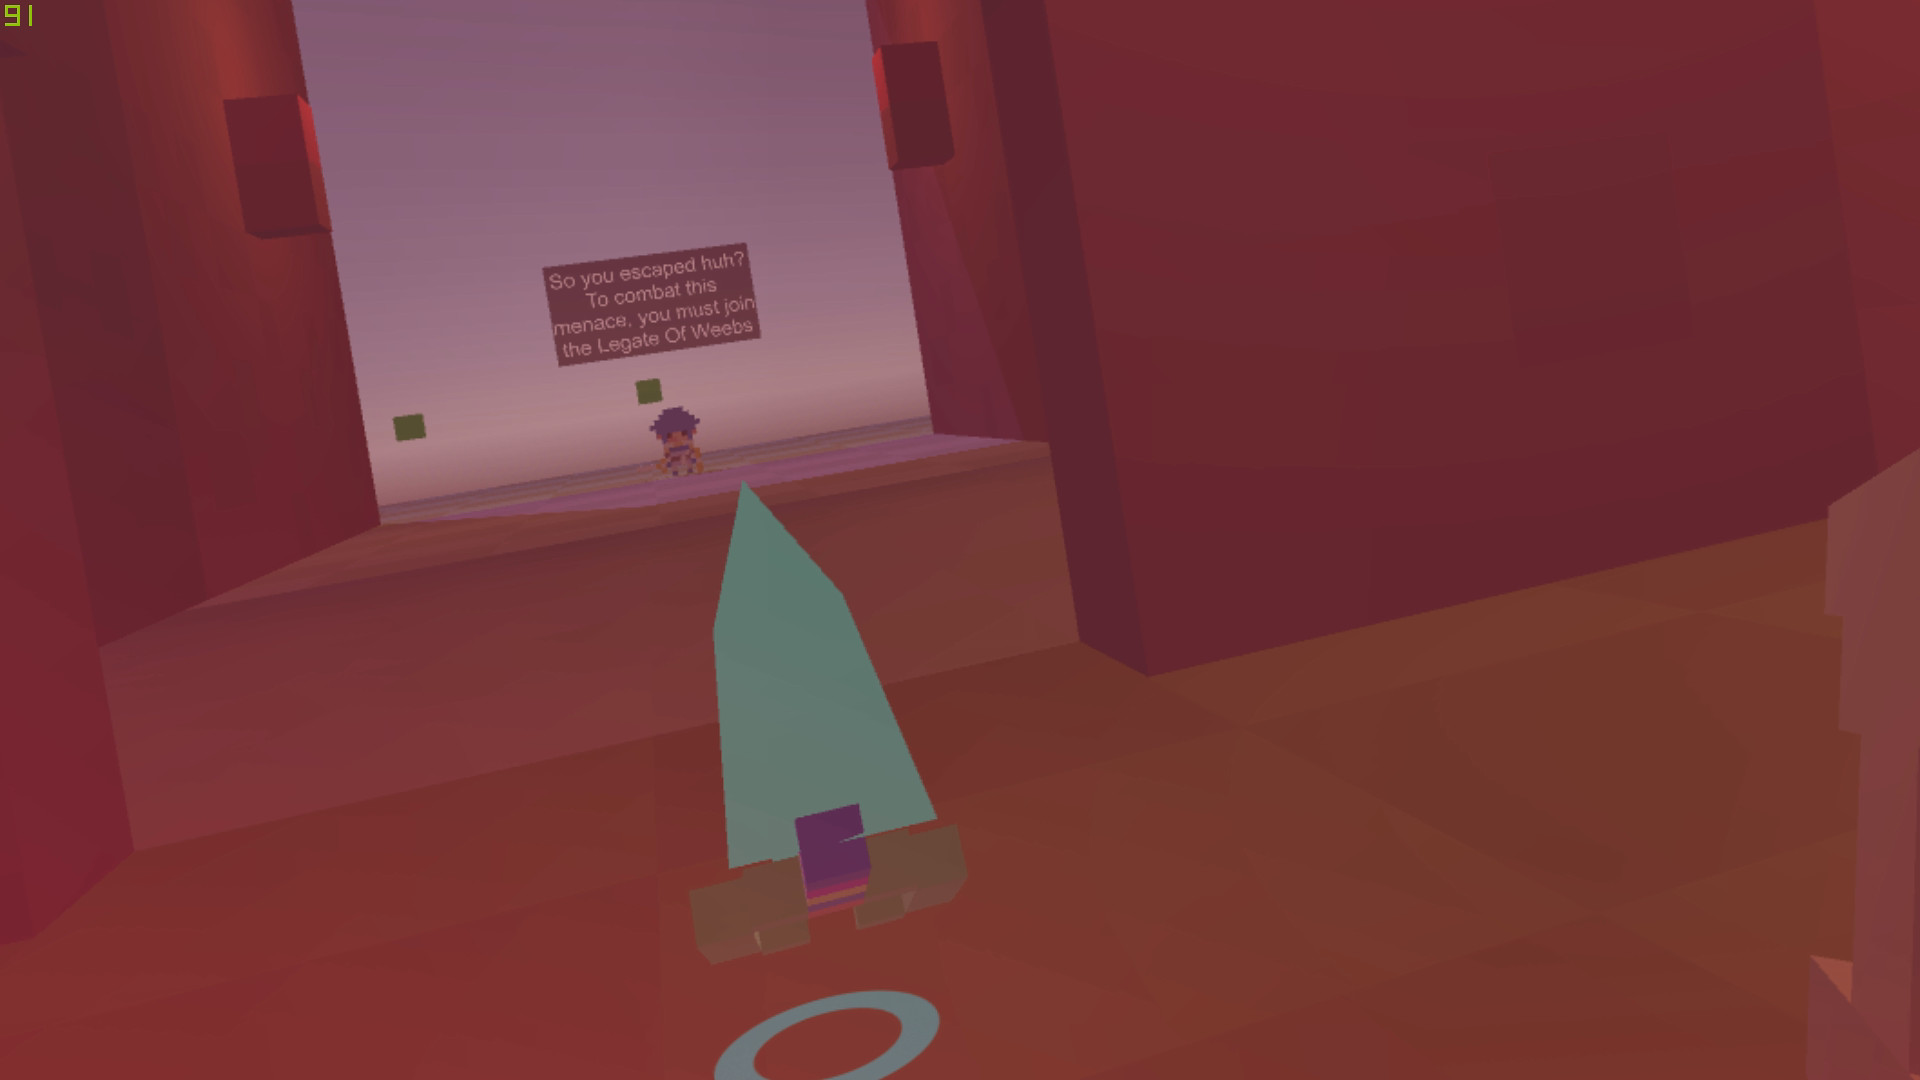 91
So you escaped huh?
To combat this
menace, you must join
the Legate Of Weebs